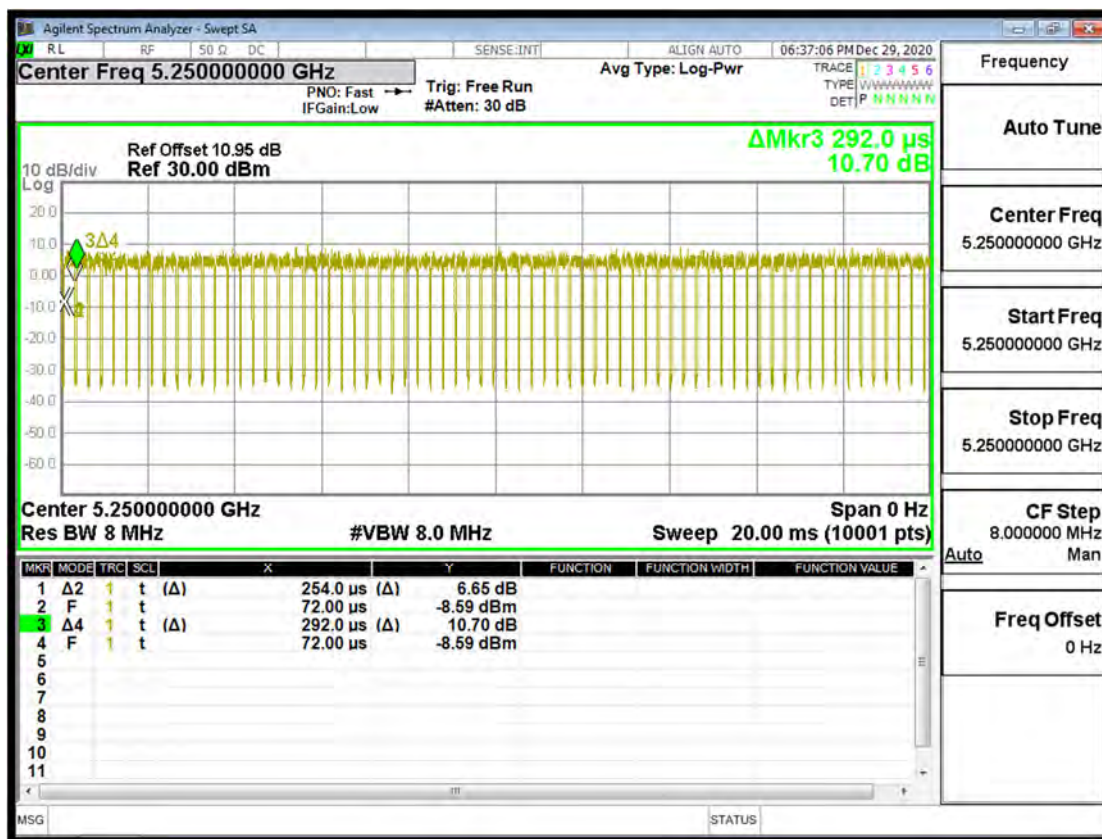 Agilent Spectrum Analyzer - Swept SA
RL RF 50 Ω DC SENSE:INT ALIGN AUTO 06:37:06 PM Dec 29, 2020
Center Freq 5.250000000 GHz
PNO: Fast
IFGain:Low
Trig: Free Run
#Atten: 30 dB
Avg Type: Log-Pwr
TRACE 1 2 3 4 5 6
TYPE WWWWWW
DET P N N N N N
Frequency
Auto Tune
Center Freq
5.250000000 GHz
Start Freq
5.250000000 GHz
Stop Freq
5.250000000 GHz
CF Step
8.000000 MHz
Auto Man
Freq Offset
0 Hz
ΔMkr3 292.0 µs
10.70 dB
Ref Offset 10.95 dB
10 dB/div Ref 30.00 dBm
Log
20.0
10.0
0.00
-10.0
-20.0
-30.0
-40.0
-50.0
-60.0
3Δ4
Center 5.250000000 GHz Span 0 Hz
Res BW 8 MHz #VBW 8.0 MHz Sweep 20.00 ms (10001 pts)
MKR MODE TRC SCL X Y FUNCTION FUNCTION WIDTH FUNCTION VALUE
1 Δ2 1 t (Δ) 254.0 µs (Δ) 6.65 dB
2 F 1 t 72.00 µs -8.59 dBm
3 Δ4 1 t (Δ) 292.0 µs (Δ) 10.70 dB
4 F 1 t 72.00 µs -8.59 dBm
5
6
7
8
9
10
11
MSG STATUS